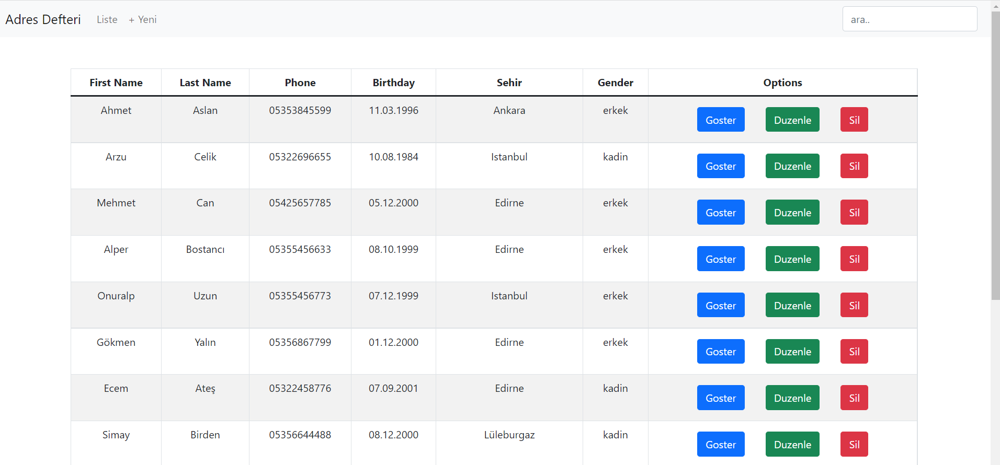 Adres Defteri Liste + Yeni ara..
First Name Last Name Phone Birthday Sehir Gender Options
Ahmet Aslan 05353845599 11.03.1996 Ankara erkek Goster Duzenle Sil
Arzu Celik 05322696655 10.08.1984 Istanbul kadin Goster Duzenle Sil
Mehmet Can 05425657785 05.12.2000 Edirne erkek Goster Duzenle Sil
Alper Bostancı 05355456633 08.10.1999 Edirne erkek Goster Duzenle Sil
Onuralp Uzun 05355456773 07.12.1999 Istanbul erkek Goster Duzenle Sil
Gökmen Yalın 05356867799 01.12.2000 Edirne erkek Goster Duzenle Sil
Ecem Ateş 05322458776 07.09.2001 Edirne kadin Goster Duzenle Sil
Simay Birden 05356644488 08.12.2000 Lüleburgaz kadin Goster Duzenle Sil